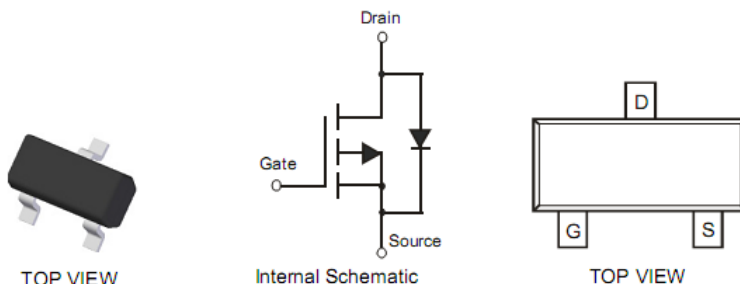 Drain
Gate
Source
D
G
S
TOP VIEW
Internal Schematic
TOP VIEW